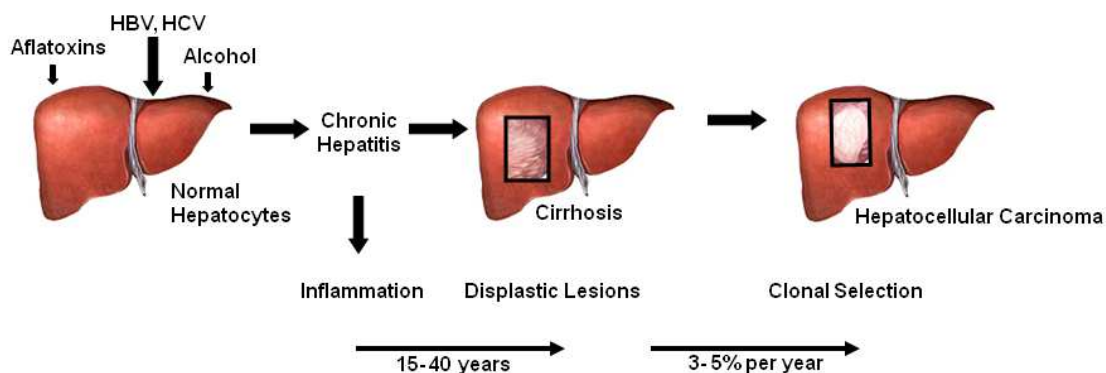 HBV, HCV
Aflatoxins
Alcohol
Chronic
Hepatitis
Normal
Hepatocytes
Cirrhosis
Hepatocellular Carcinoma
Inflammation
Displastic Lesions
Clonal Selection
15-40 years
3-5% per year